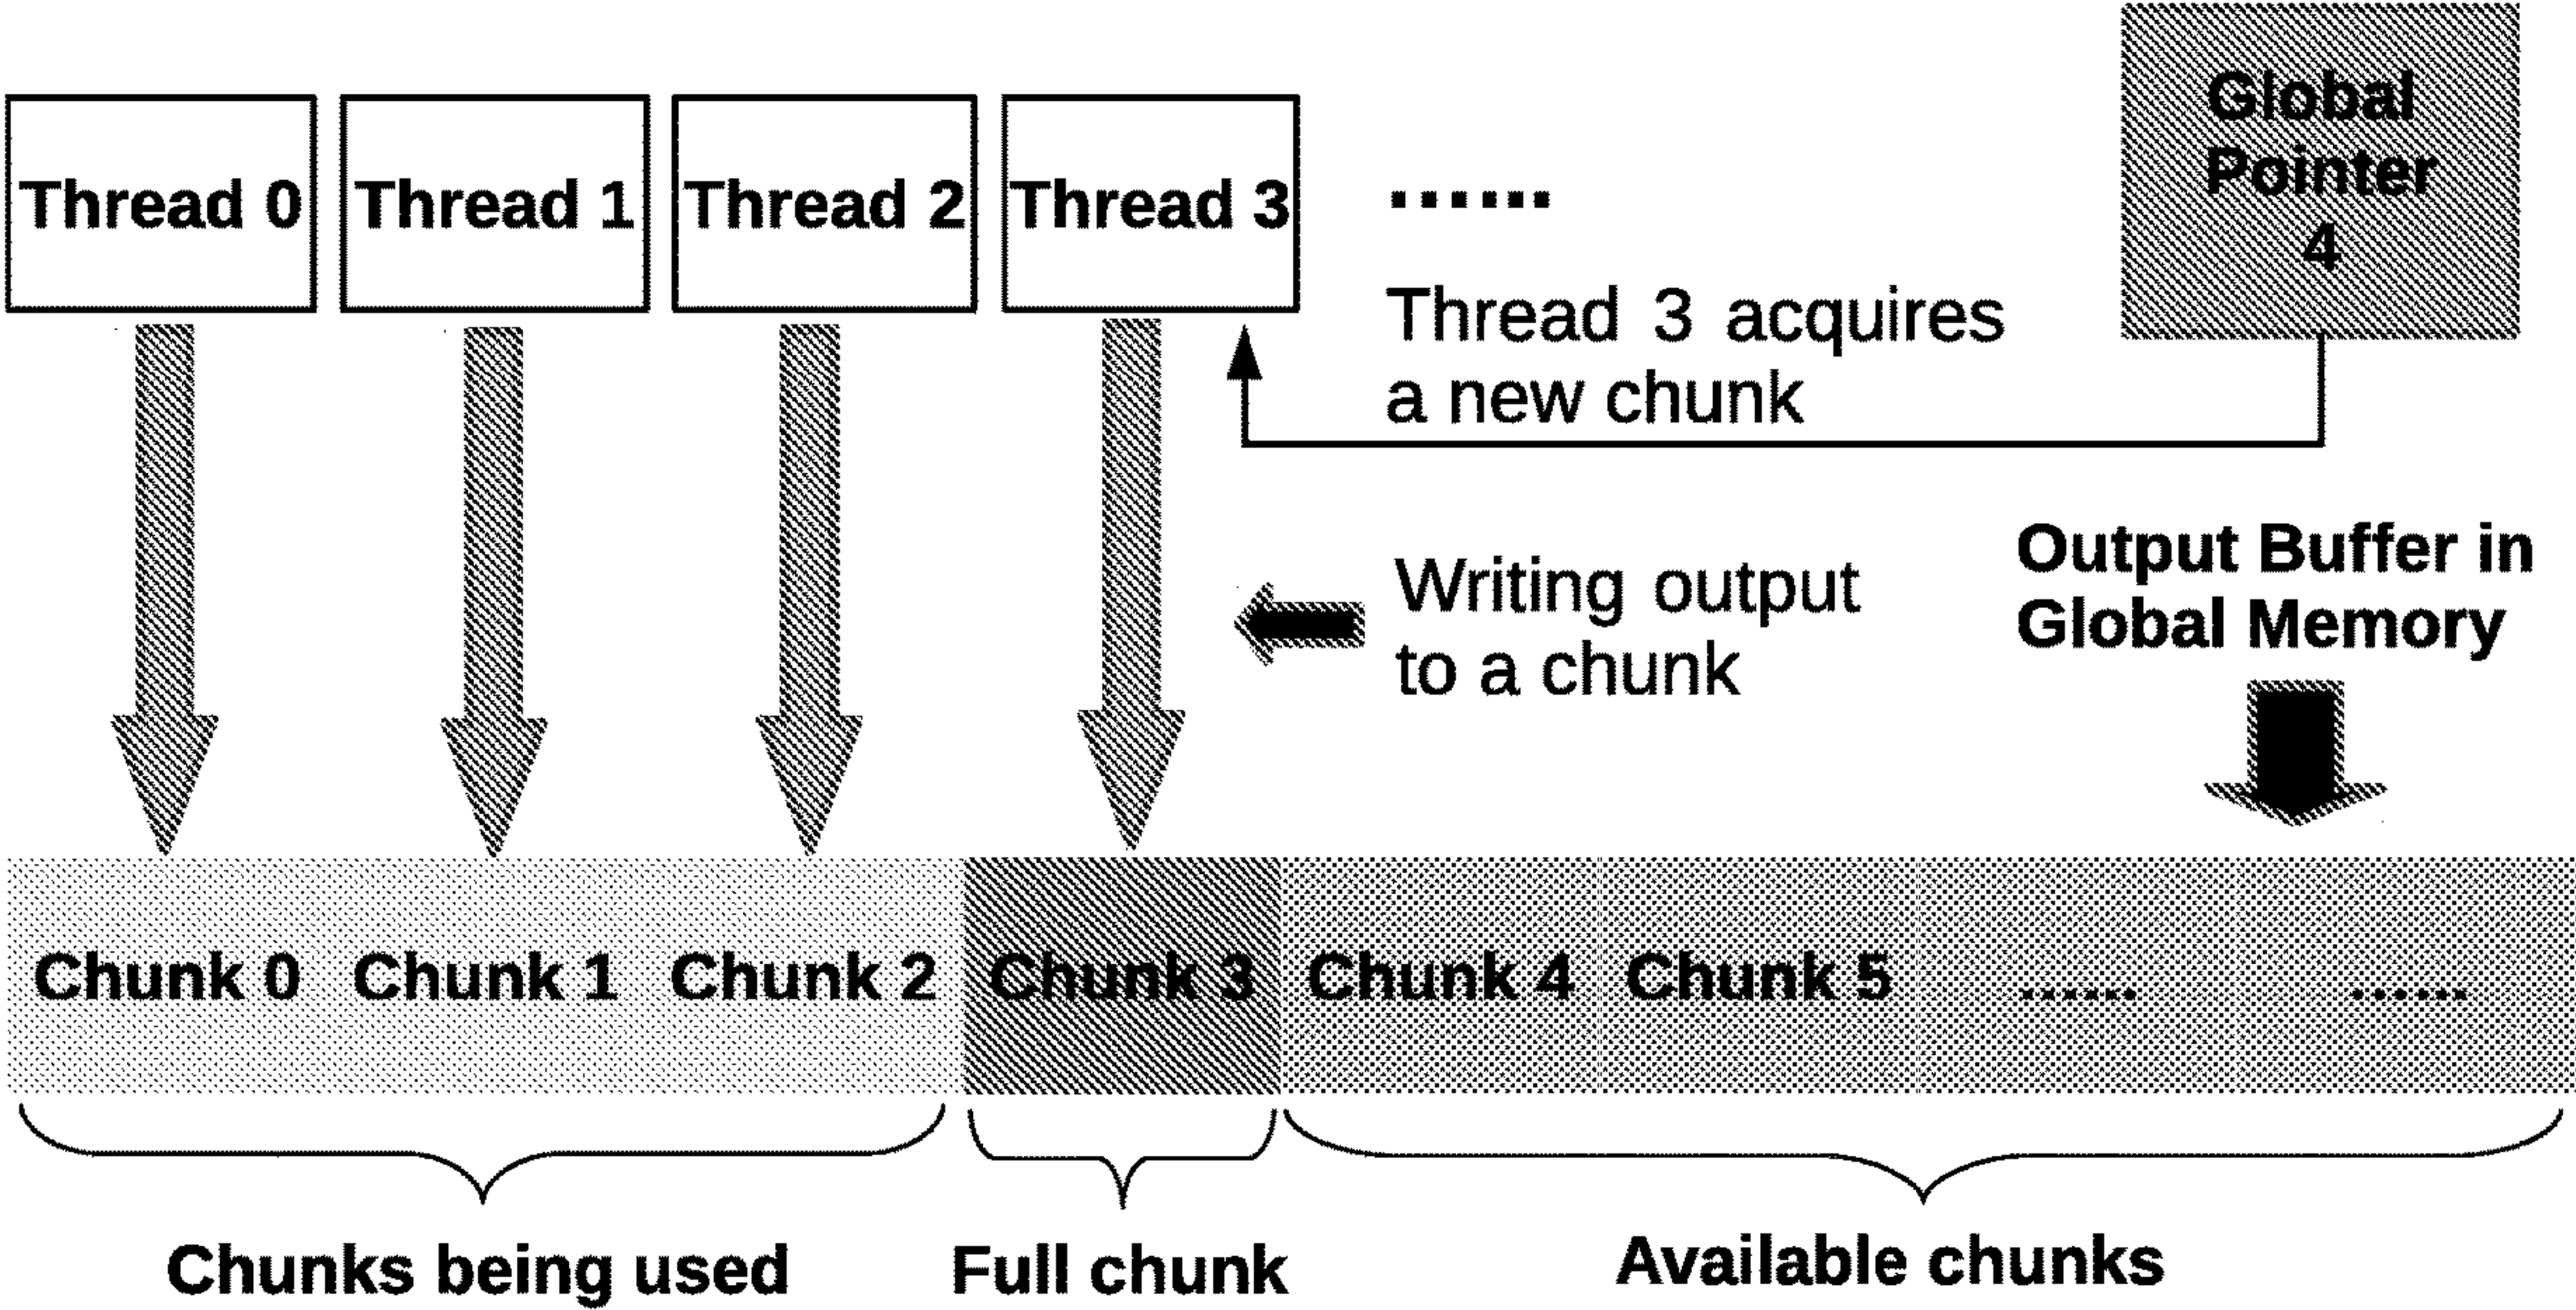 Global
Pointer
4
Thread 0
Thread 1
Thread 2
Thread 3
......
Thread 3 acquires
a new chunk
Writing output
to a chunk
Output Buffer in
Global Memory
Chunk 0
Chunk 1
Chunk 2
Chunk 3
Chunk 4
Chunk 5
......
......
Chunks being used
Full chunk
Available chunks